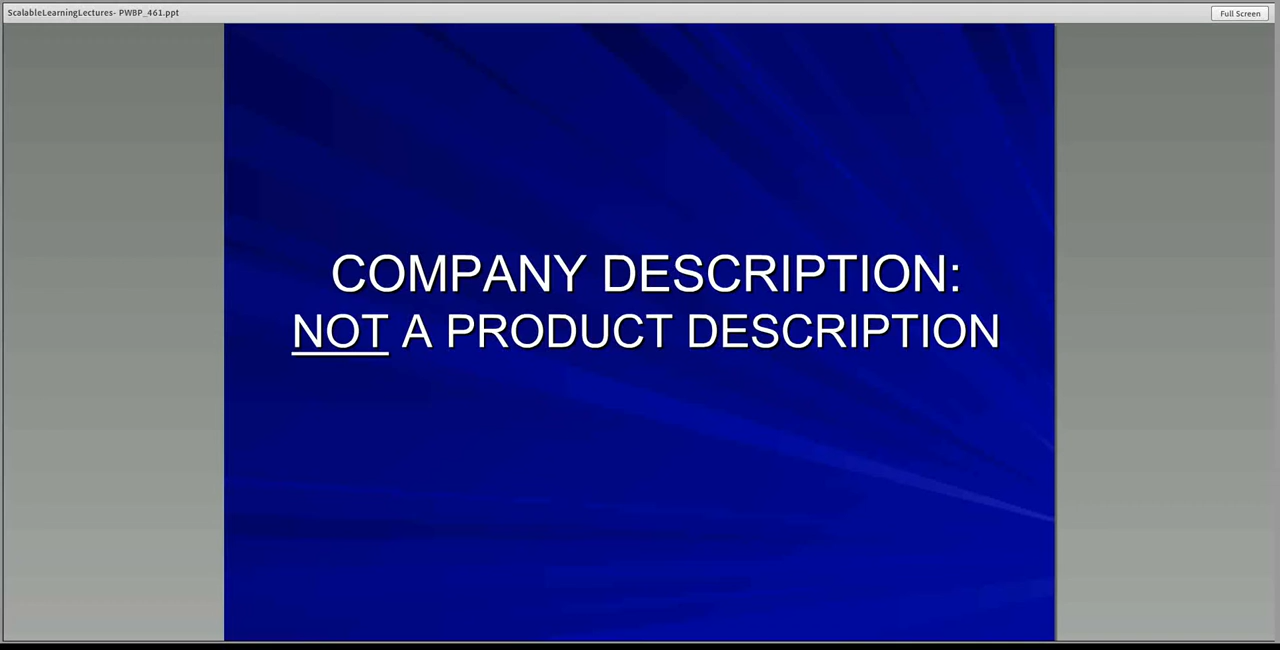 ScalableLearningLectures- PWBP_461.ppt
Full Screen
COMPANY DESCRIPTION:
NOT A PRODUCT DESCRIPTION